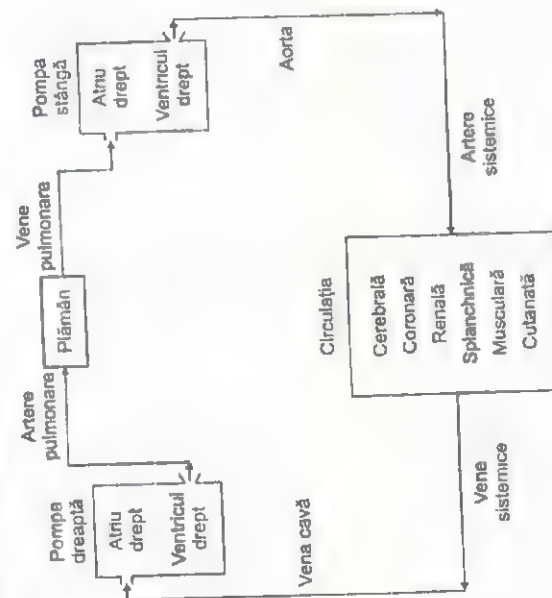 Pompa
dreaptă
Atriu
drept
Ventricul
drept
Artere
pulmonare
Plămân
Vene
pulmonare
Pompa
stângă
Atriu
drept
Ventricul
drept
Vena cavă
Aorta
Vene
sistemice
Circulația
Cerebrală
Coronară
Renală
Splanchnică
Musculară
Cutanată
Artere
sistemice